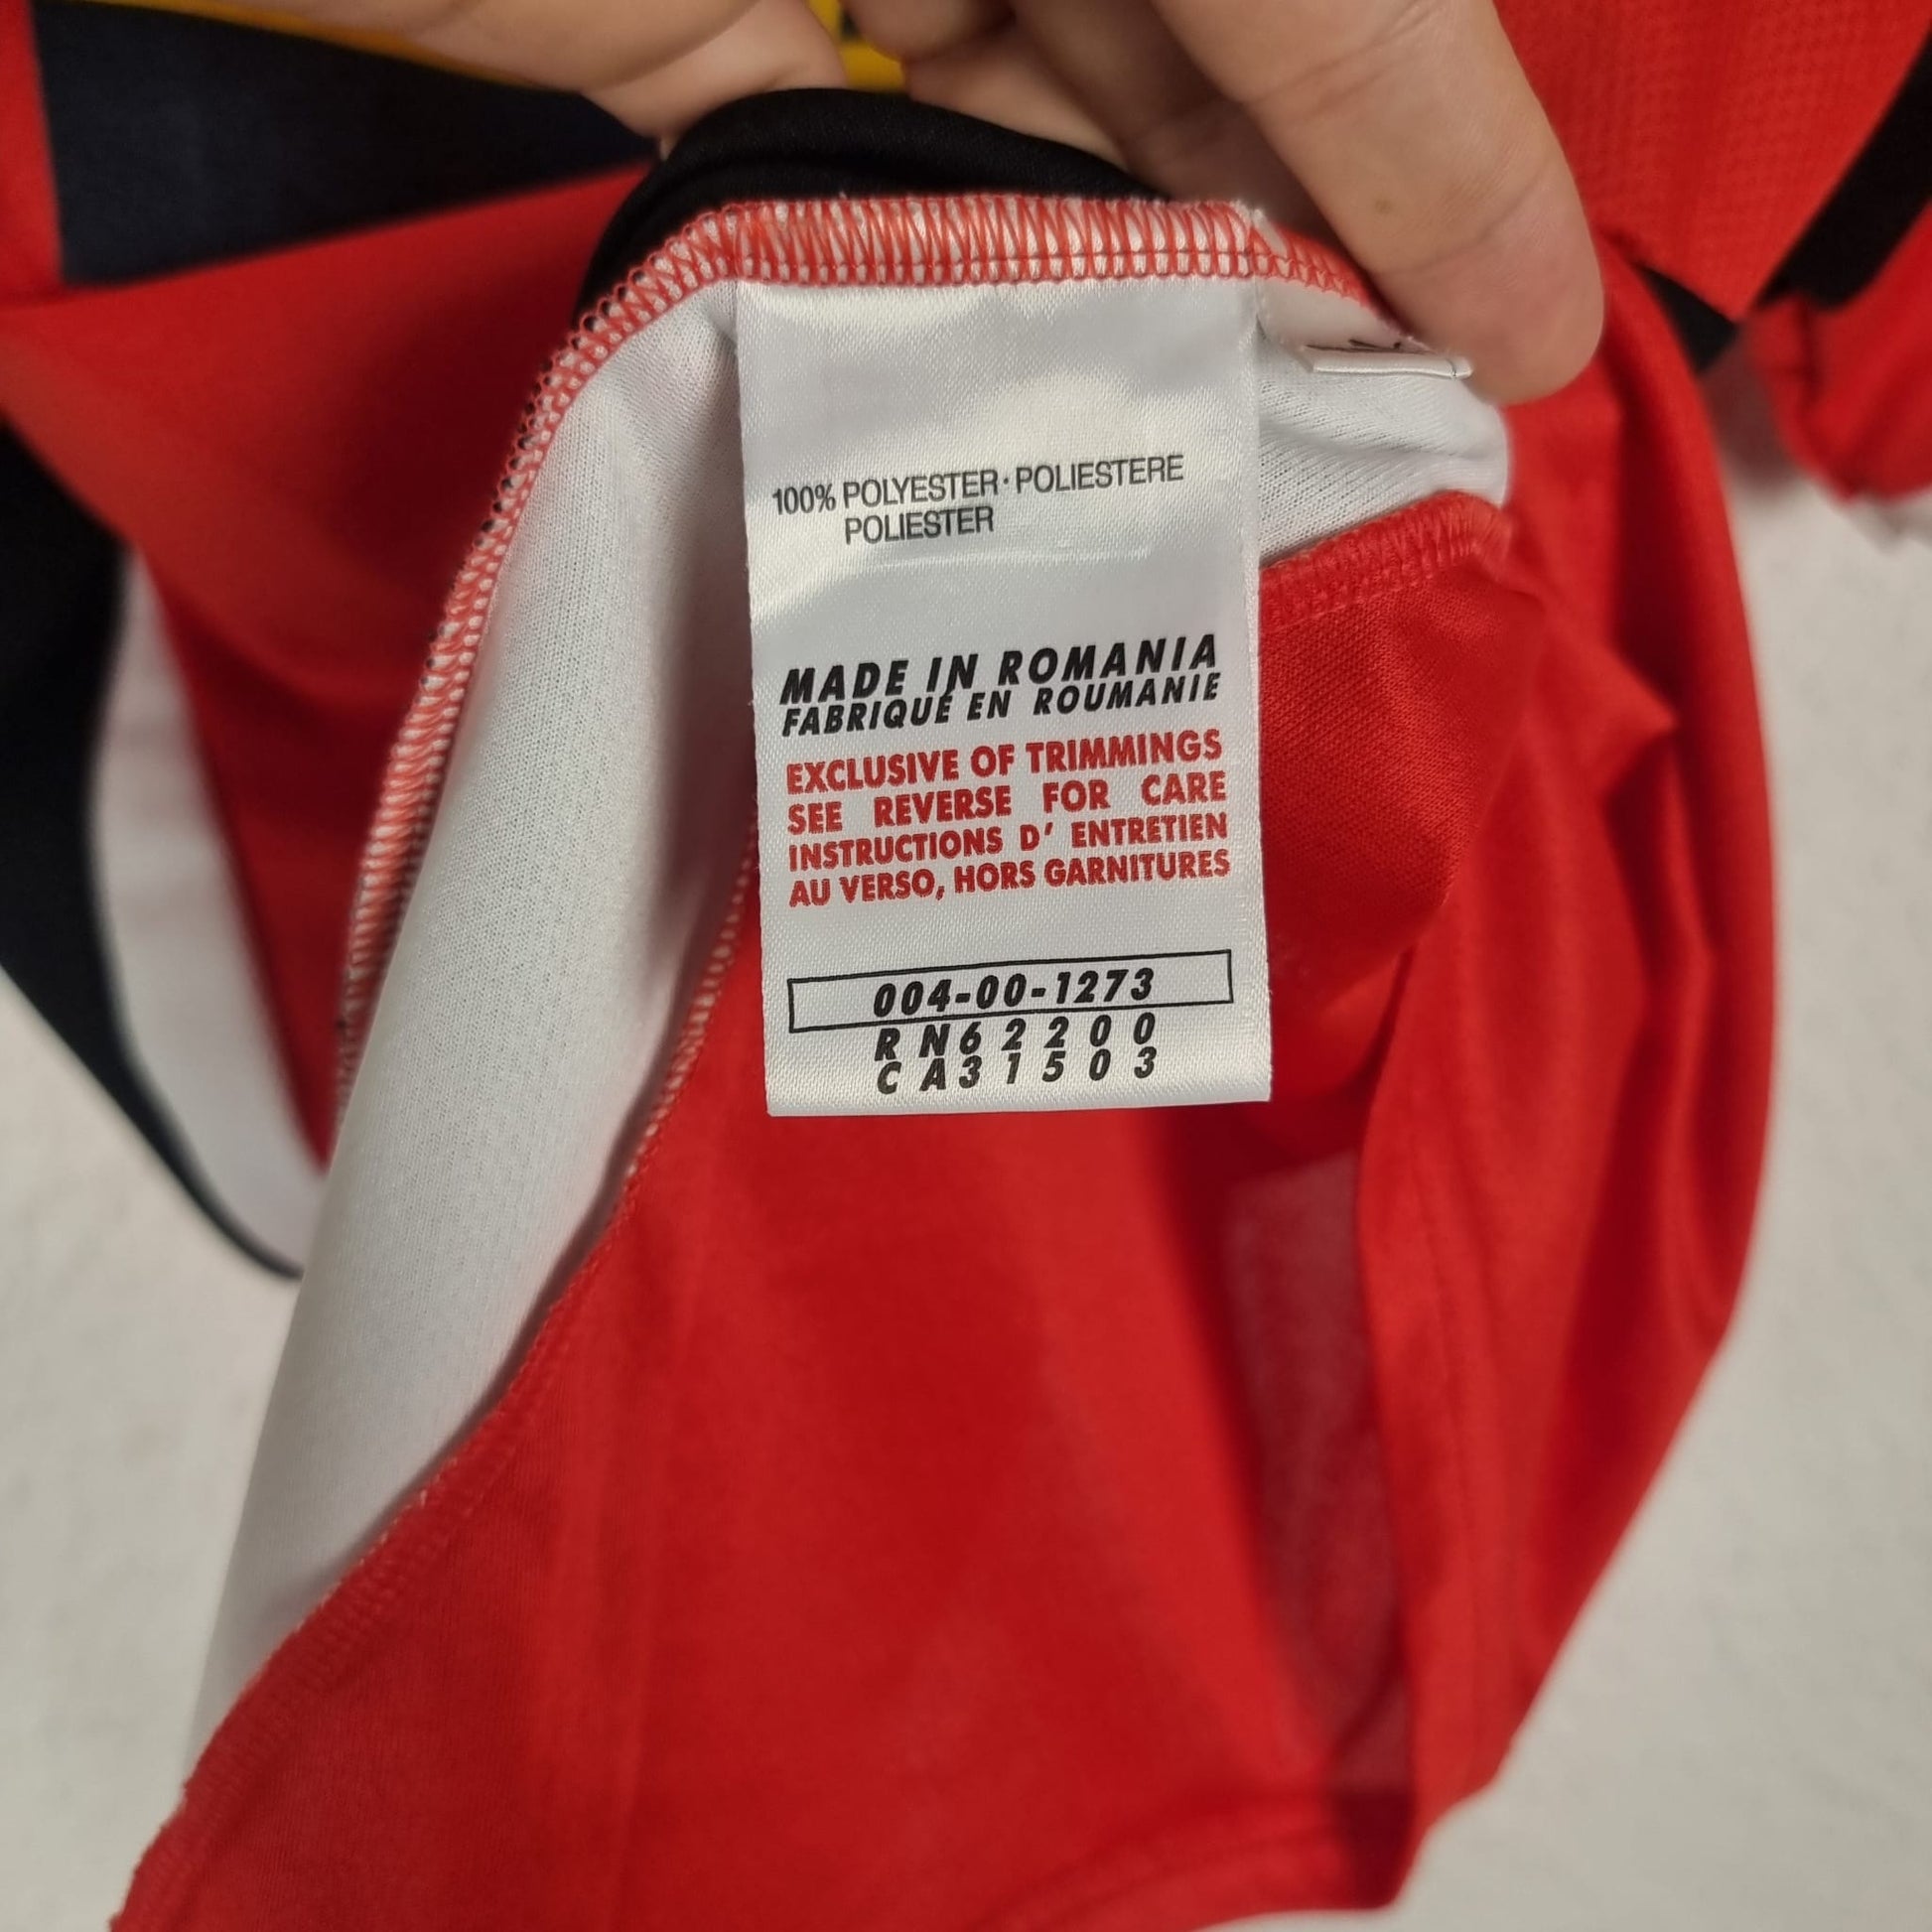 100% POLYESTER · POLIESTERE
POLIESTER
MADE IN ROMANIA
FABRIQUÉ EN ROUMANIE
EXCLUSIVE OF TRIMMINGS
SEE REVERSE FOR CARE
INSTRUCTIONS D' ENTRETIEN
AU VERSO, HORS GARNITURES
004-00-1273
RN62200
CA31503